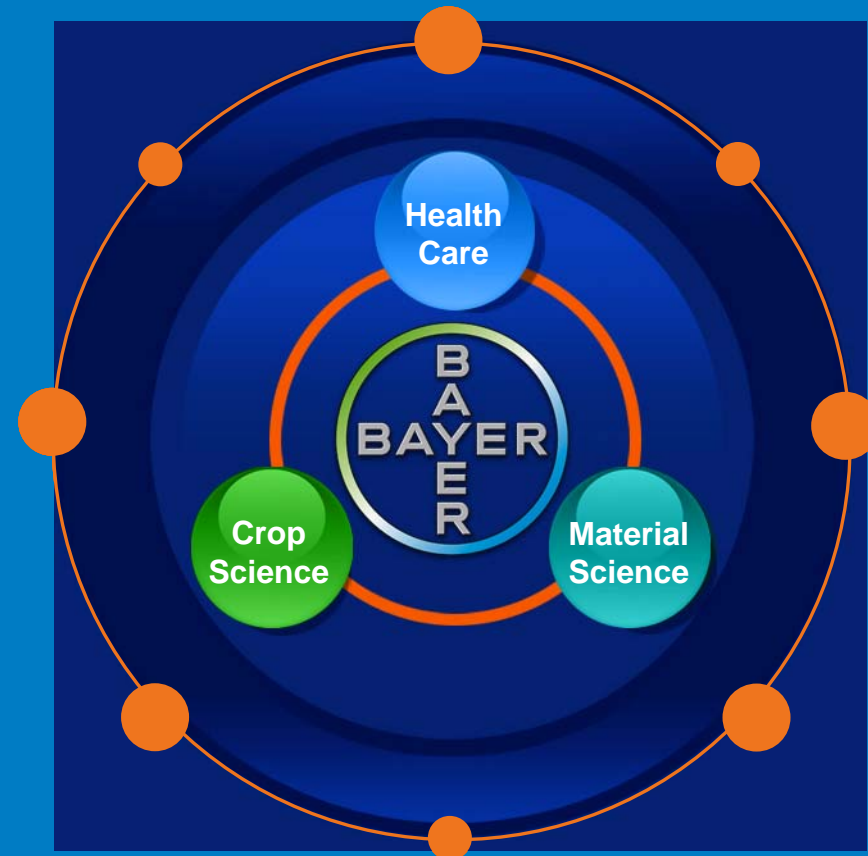 Health
Care
B
A
BAYER
E
R
Crop
Science
Material
Science